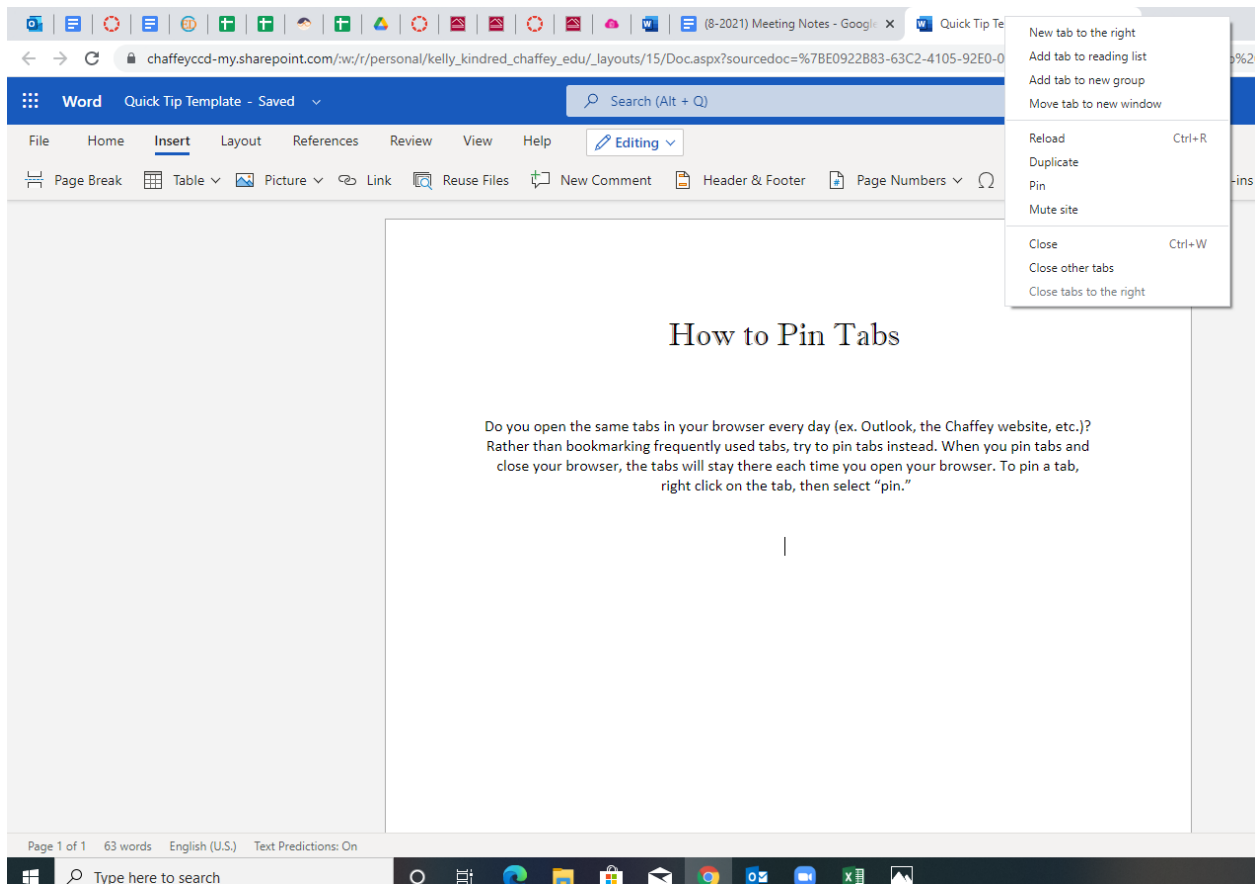 (8-2021) Meeting Notes - Google
Quick Tip Te
chaffeyccd-my.sharepoint.com/:w:/r/personal/kelly_kindred_chaffey_edu/_layouts/15/Doc.aspx?sourcedoc=%7BE0922B83-63C2-4105-92E0-0
New tab to the right
Add tab to reading list
Add tab to new group
Move tab to new window
Reload Ctrl+R
Duplicate
Pin
Mute site
Close Ctrl+W
Close other tabs
Close tabs to the right
Word Quick Tip Template - Saved
Search (Alt + Q)
File Home Insert Layout References Review View Help Editing
Page Break Table Picture Link Reuse Files New Comment Header & Footer Page Numbers -ins
How to Pin Tabs
Do you open the same tabs in your browser every day (ex. Outlook, the Chaffey website, etc.)?
Rather than bookmarking frequently used tabs, try to pin tabs instead. When you pin tabs and
close your browser, the tabs will stay there each time you open your browser. To pin a tab,
right click on the tab, then select “pin.”
Page 1 of 1 63 words English (U.S.) Text Predictions: On
Type here to search